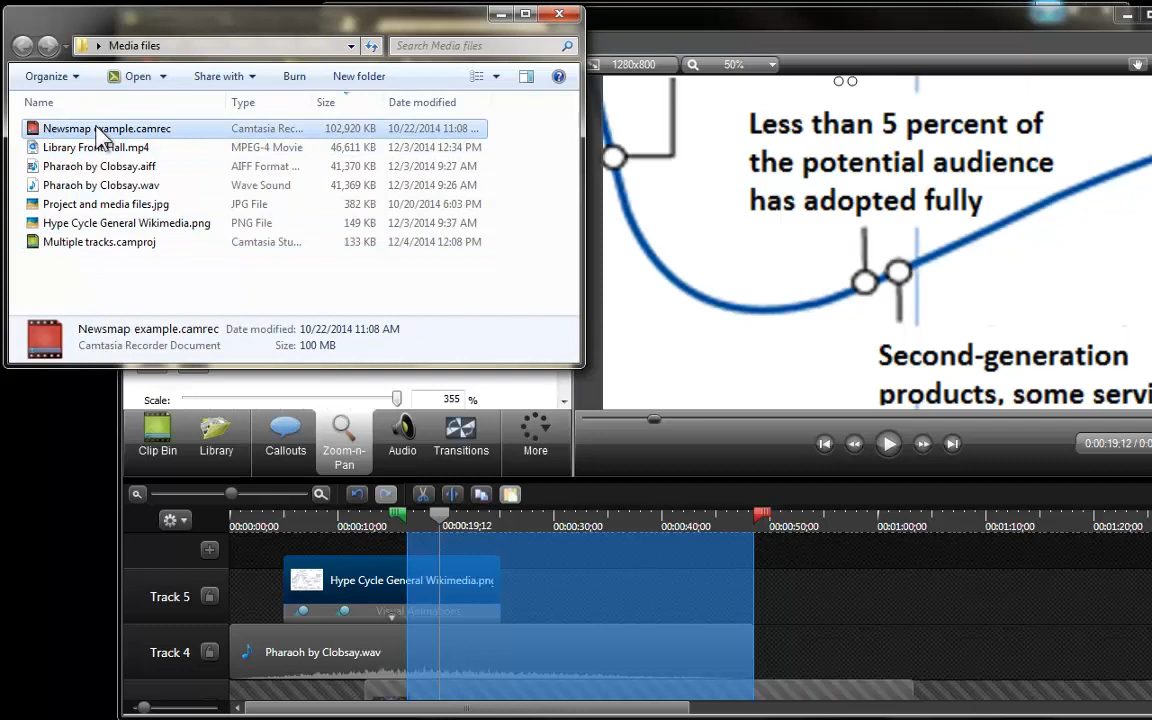 Media files
Search Media files
Organize Open Share with Burn New folder
Name Type Size Date modified
Newsmap example.camrec Camtasia Rec... 102,920 KB 10/22/2014 11:08 ...
Library Front Hall.mp4 MPEG-4 Movie 46,611 KB 12/3/2014 12:34 PM
Pharaoh by Clobsay.aiff AIFF Format ... 41,370 KB 12/3/2014 9:27 AM
Pharaoh by Clobsay.wav Wave Sound 41,369 KB 12/3/2014 9:26 AM
Project and media files.jpg JPG File 382 KB 10/20/2014 6:03 PM
Hype Cycle General Wikimedia.png PNG File 149 KB 12/3/2014 9:37 AM
Multiple tracks.camproj Camtasia Stu... 133 KB 12/4/2014 12:08 PM
Newsmap example.camrec Date modified: 10/22/2014 11:08 AM
Camtasia Recorder Document Size: 100 MB
1280x800 50%
Less than 5 percent of
the potential audience
has adopted fully
Second-generation
products, some servi
Scale: 355 %
Clip Bin Library Callouts Zoom-n-Pan Audio Transitions More
0:00:19;12 / 0:0
00:00:00;00 00:00:10;00 00:00:19;12 00:00:30;00 00:00:40;00 00:00:50;00 00:01:00;00 00:01:10;00 00:01:20;00
Track 5 Hype Cycle General Wikimedia.png
Visual Animations
Track 4 Pharaoh by Clobsay.wav